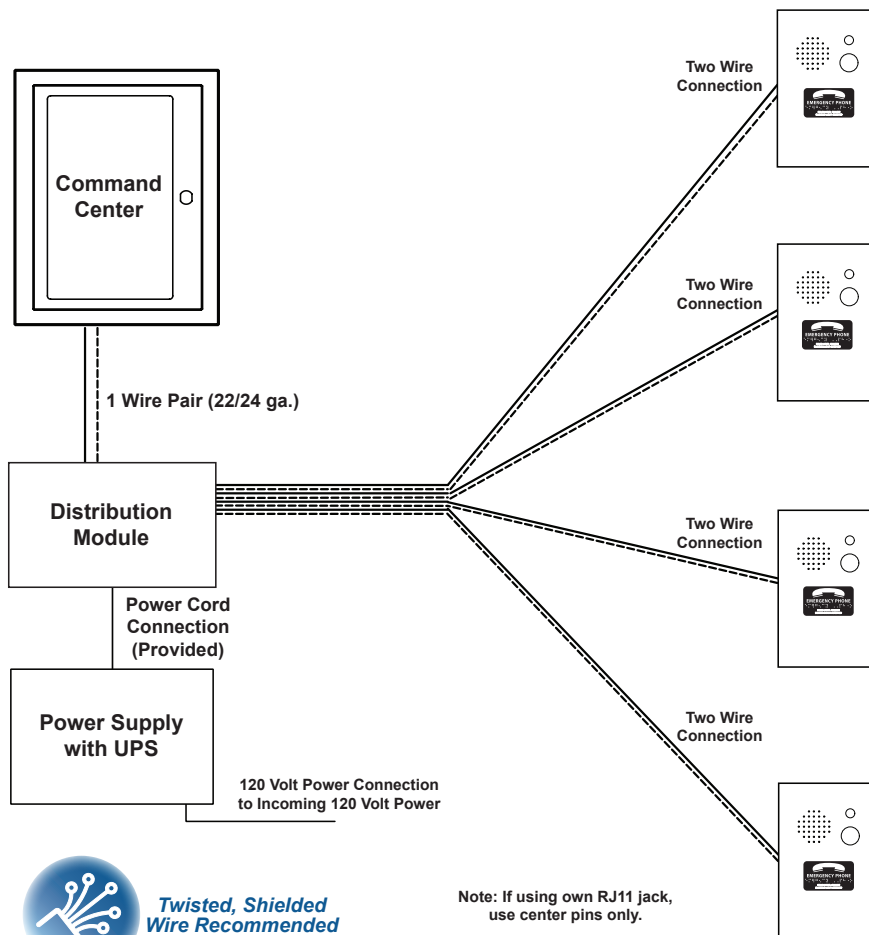 Two Wire
Connection
EMERGENCY PHONE
Command
Center
Two Wire
Connection
EMERGENCY PHONE
1 Wire Pair (22/24 ga.)
Distribution
Module
Two Wire
Connection
EMERGENCY PHONE
Power Cord
Connection
(Provided)
Power Supply
with UPS
Two Wire
Connection
120 Volt Power Connection
to Incoming 120 Volt Power
EMERGENCY PHONE
Twisted, Shielded
Wire Recommended
Note: If using own RJ11 jack,
use center pins only.